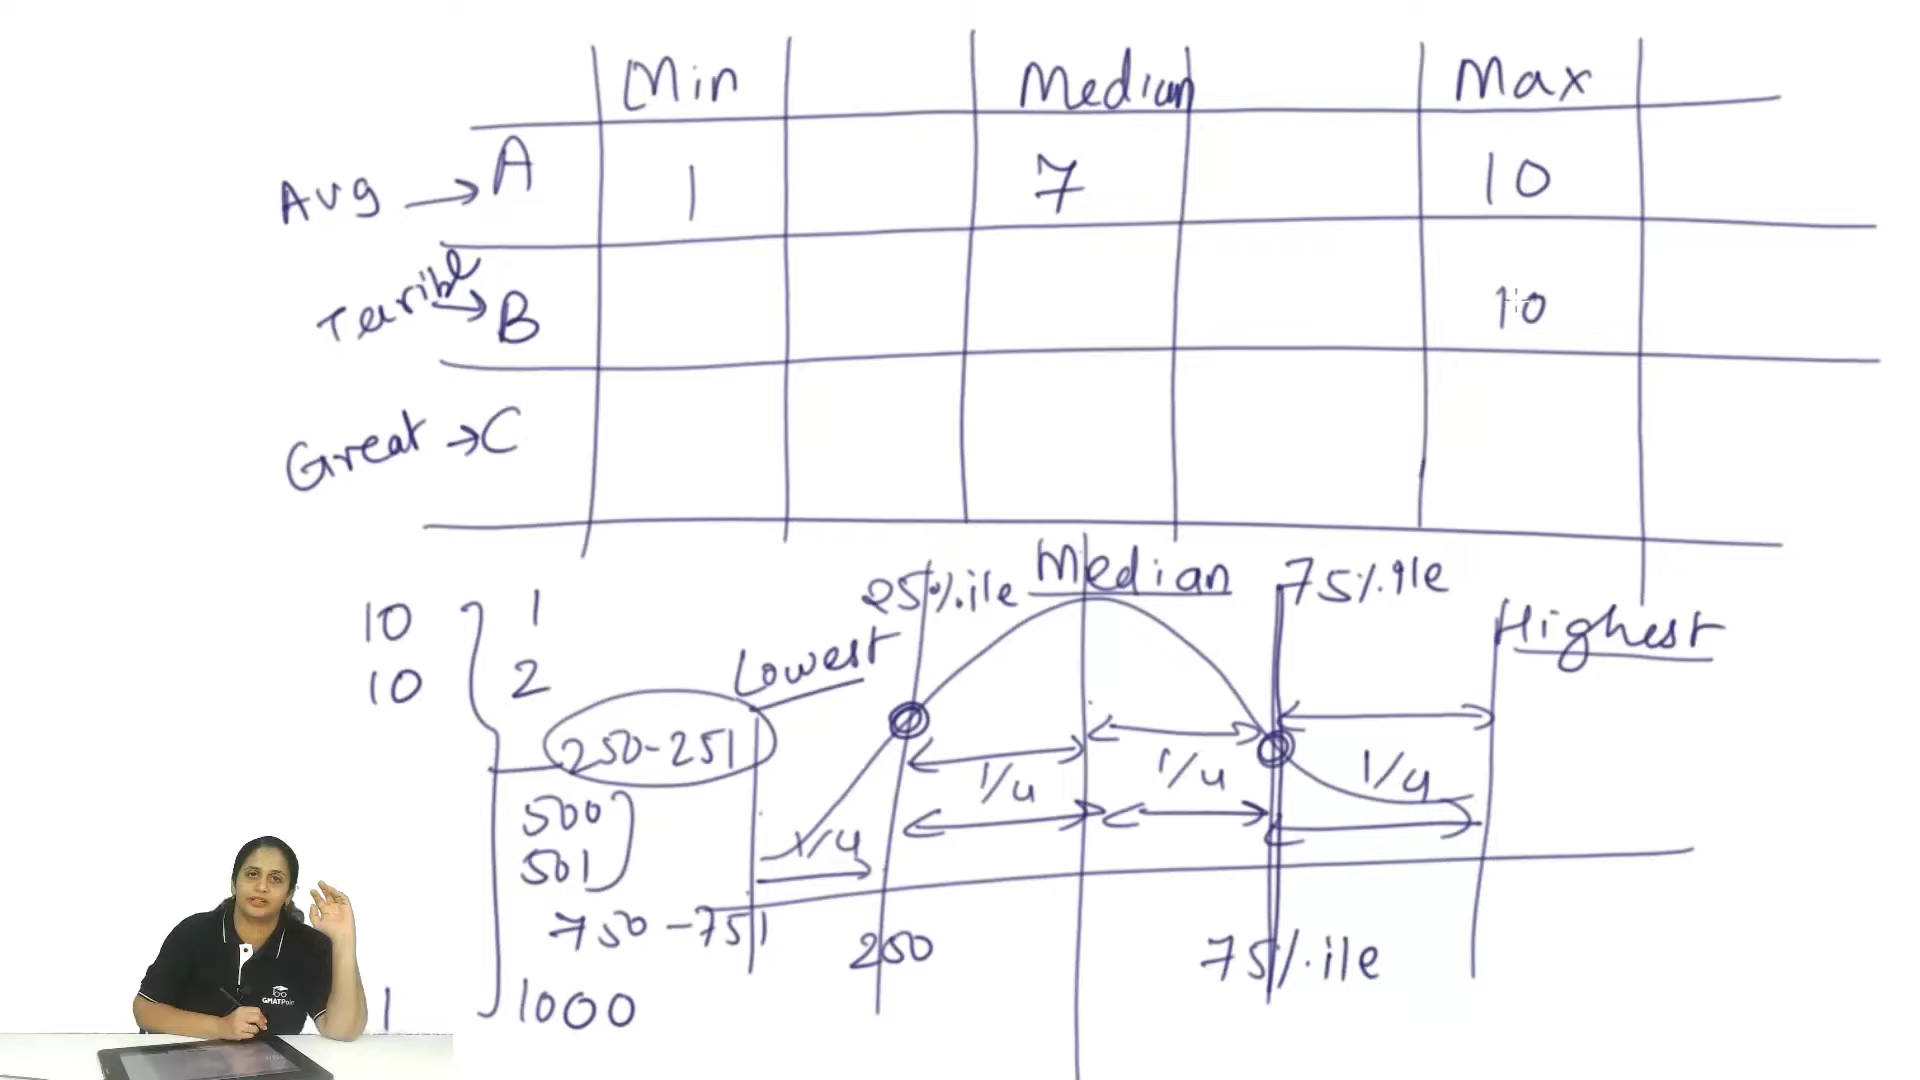 Min Median Max
Avg → A 1 7 10
Terrible → B 10
Great → C
25%.ile Median 75%.ile
10 1 Highest
10 2 Lowest
250-251
500 1/4 1/4 1/4
501 1/4
750-751 250 75%.ile
1 1000
GMATPoint